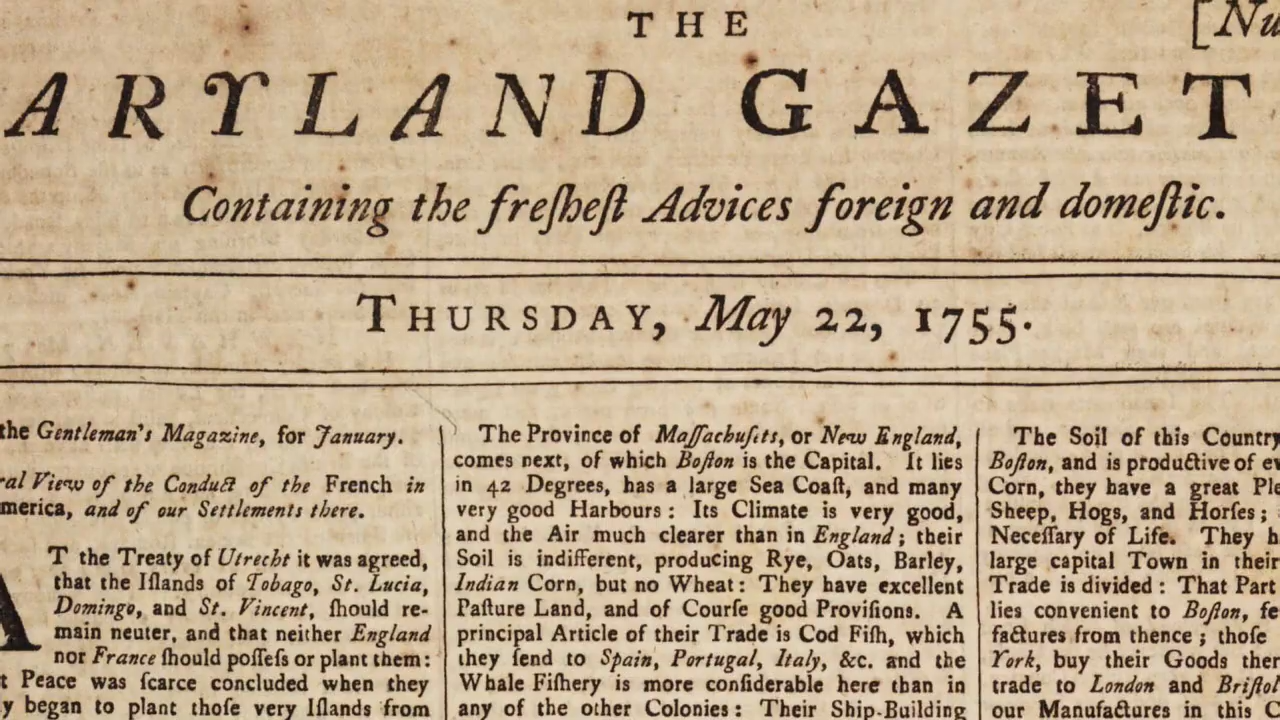 THE
[Nu
ARYLAND GAZET
Containing the freſheſt Advices foreign and domeſtic.
THURSDAY, May 22, 1755.
the Gentleman's Magazine, for January.
ral View of the Conduct of the French in
merica, and of our Settlements there.
AT the Treaty of Utrecht it was agreed,
that the Iſlands of Tobago, St. Lucia,
Domingo, and St. Vincent, ſhould re-
main neuter, and that neither England
nor France ſhould poſſeſs or plant them:
t Peace was ſcarce concluded when they
y began to plant thoſe very Iſlands from
The Province of Maſſachuſets, or New England,
comes next, of which Boſton is the Capital. It lies
in 42 Degrees, has a large Sea Coaſt, and many
very good Harbours: Its Climate is very good,
and the Air much clearer than in England; their
Soil is indifferent, producing Rye, Oats, Barley,
Indian Corn, but no Wheat: They have excellent
Paſture Land, and of Courſe good Proviſions. A
principal Article of their Trade is Cod Fiſh, which
they ſend to Spain, Portugal, Italy, &c. and the
Whale Fiſhery is more conſiderable here than in
any of the other Colonies: Their Ship-Building
The Soil of this Country
Boſton, and is productive of ev
Corn, they have a great Ple
Sheep, Hogs, and Horſes;
Neceſſary of Life. They h
large capital Town in their
Trade is divided: That Part
lies convenient to Boſton, fe
factures from thence; thoſe
York, buy their Goods ther
trade to London and Briſtol
our Manufactures in this C